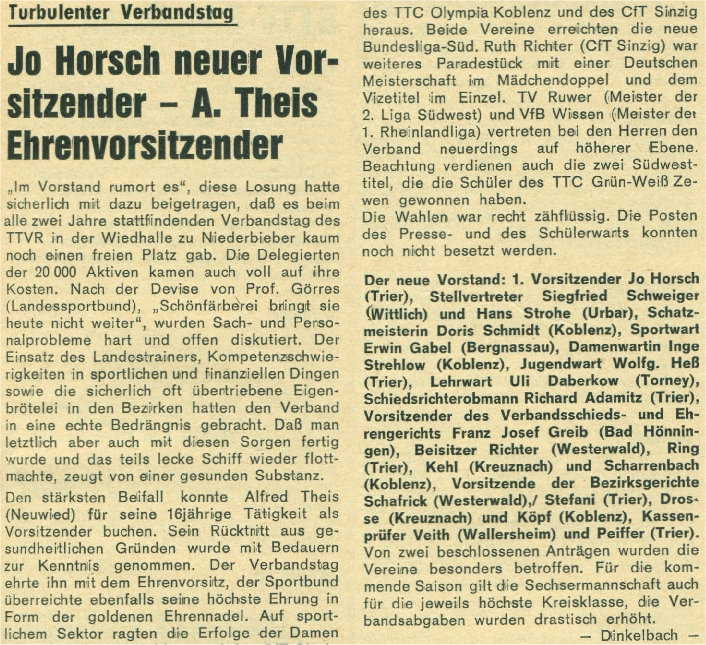 Turbulenter Verbandstag
Jo Horsch neuer Vor-
sitzender – A. Theis
Ehrenvorsitzender
„Im Vorstand rumort es“, diese Losung hatte
sicherlich mit dazu beigetragen, daß es beim
alle zwei Jahre stattfindenden Verbandstag des
TTVR in der Wiedhalle zu Niederbieber kaum
noch einen freien Platz gab. Die Delegierten
der 20 000 Aktiven kamen auch voll auf ihre
Kosten. Nach der Devise von Prof. Görres
(Landessportbund), „Schönfärberei bringt sie
heute nicht weiter“, wurden Sach- und Perso-
nalprobleme hart und offen diskutiert. Der
Einsatz des Landestrainers, Kompetenzschwie-
rigkeiten in sportlichen und finanziellen Dingen
sowie die sicherlich oft übertriebene Eigen-
brötelei in den Bezirken hatten den Verband
in eine echte Bedrängnis gebracht. Daß man
letztlich aber auch mit diesen Sorgen fertig
wurde und das teils lecke Schiff wieder flott-
machte, zeugt von einer gesunden Substanz.
Den stärksten Beifall konnte Alfred Theis
(Neuwied) für seine 16jährige Tätigkeit als
Vorsitzender buchen. Sein Rücktritt aus ge-
sundheitlichen Gründen wurde mit Bedauern
zur Kenntnis genommen. Der Verbandstag
ehrte ihn mit dem Ehrenvorsitz, der Sportbund
überreichte ebenfalls seine höchste Ehrung in
Form der goldenen Ehrennadel. Auf sport-
lichem Sektor ragten die Erfolge der Damen
des TTC Olympia Koblenz und des CfT Sinzig
heraus. Beide Vereine erreichten die neue
Bundesliga-Süd. Ruth Richter (CfT Sinzig) war
weiteres Paradestück mit einer Deutschen
Meisterschaft im Mädchendoppel und dem
Vizetitel im Einzel. TV Ruwer (Meister der
2. Liga Südwest) und VfB Wissen (Meister der
1. Rheinlandliga) vertreten bei den Herren den
Verband neuerdings auf höherer Ebene.
Beachtung verdienen auch die zwei Südwest-
titel, die die Schüler des TTC Grün-Weiß Ze-
wen gewonnen haben.
Die Wahlen war recht zähflüssig. Die Posten
des Presse- und des Schülerwarts konnten
noch nicht besetzt werden.
Der neue Vorstand: 1. Vorsitzender Jo Horsch
(Trier), Stellvertreter Siegfried Schweiger
(Wittlich) und Hans Strohe (Urbar), Schatz-
meisterin Doris Schmidt (Koblenz), Sportwart
Erwin Gabel (Bergnassau), Damenwartin Inge
Strehlow (Koblenz), Jugendwart Wolfg. Heß
(Trier), Lehrwart Uli Daberkow (Torney),
Schiedsrichterobmann Richard Adamitz (Trier),
Vorsitzender des Verbandsschieds- und Eh-
rengerichts Franz Josef Greib (Bad Hönnin-
gen), Beisitzer Richter (Westerwald), Ring
(Trier), Kehl (Kreuznach) und Scharrenbach
(Koblenz), Vorsitzende der Bezirksgerichte
Schafrick (Westerwald),/ Stefani (Trier), Dros-
se (Kreuznach) und Köpf (Koblenz), Kassen-
prüfer Veith (Wallersheim) und Peiffer (Trier).
Von zwei beschlossenen Anträgen wurden die
Vereine besonders betroffen. Für die kom-
mende Saison gilt die Sechsermannschaft auch
für die jeweils höchste Kreisklasse, die Ver-
bandsabgaben wurden drastisch erhöht.
— Dinkelbach —